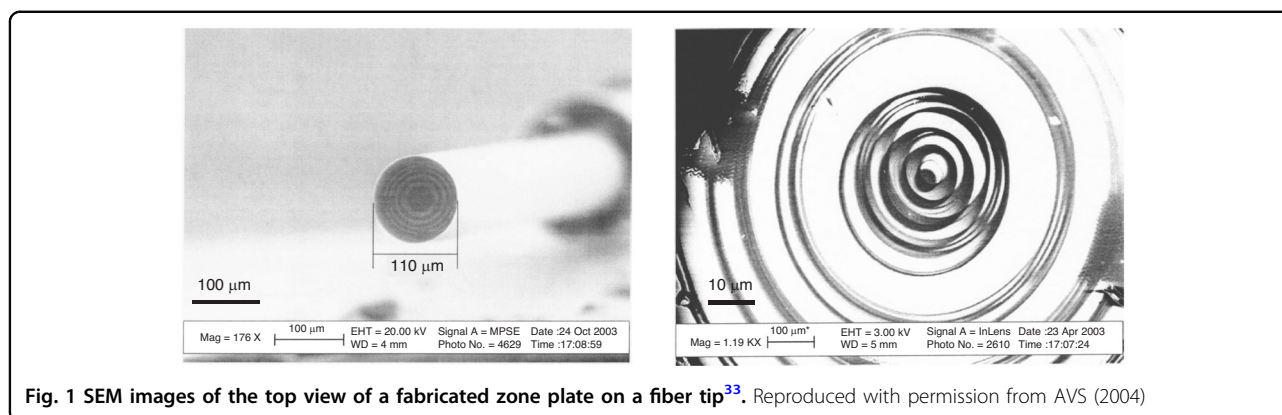 110 μm
100 μm
Mag = 176 X
100 μm
EHT = 20.00 kV
WD = 4 mm
Signal A = MPSE
Photo No. = 4629
Date :24 Oct 2003
Time :17:08:59
10 μm
Mag = 1.19 KX
100 μm*
EHT = 3.00 kV
WD = 5 mm
Signal A = InLens
Photo No. = 2610
Date :23 Apr 2003
Time :17:07:24
Fig. 1 SEM images of the top view of a fabricated zone plate on a fiber tip33. Reproduced with permission from AVS (2004)